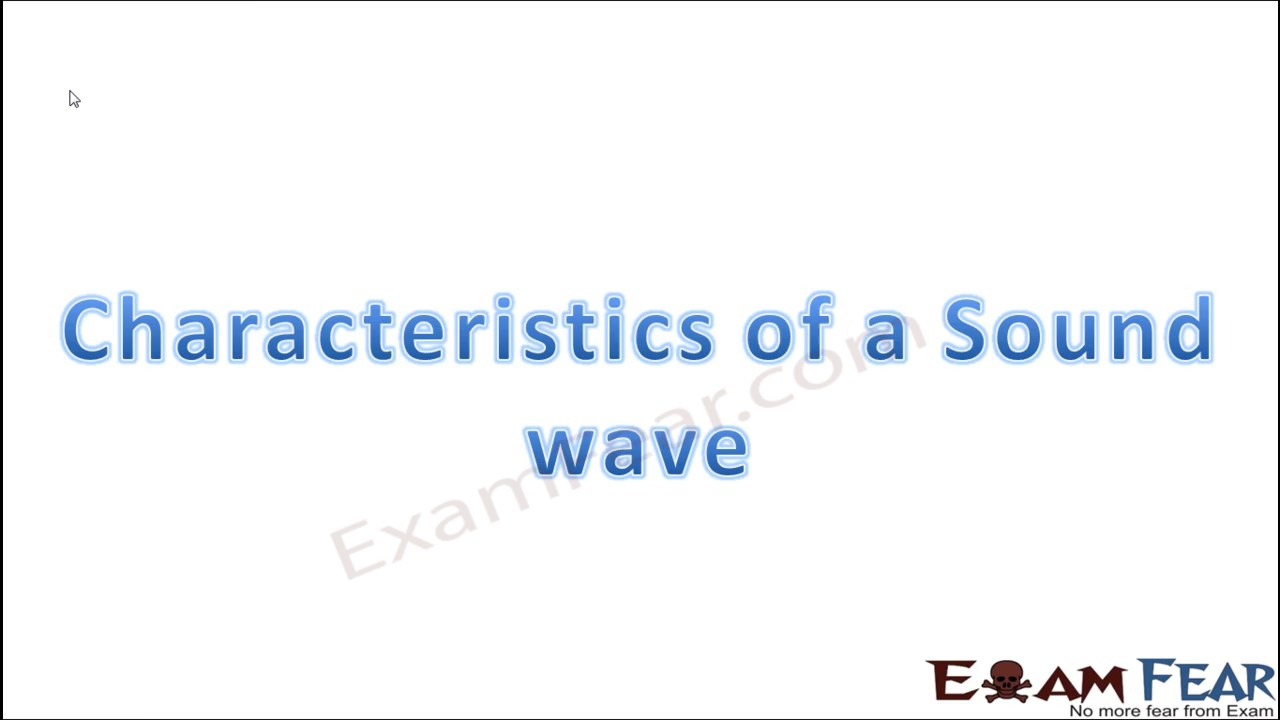 Characteristics of a Sound
wave
ExamFear.com
EXAM FEAR
No more fear from Exam